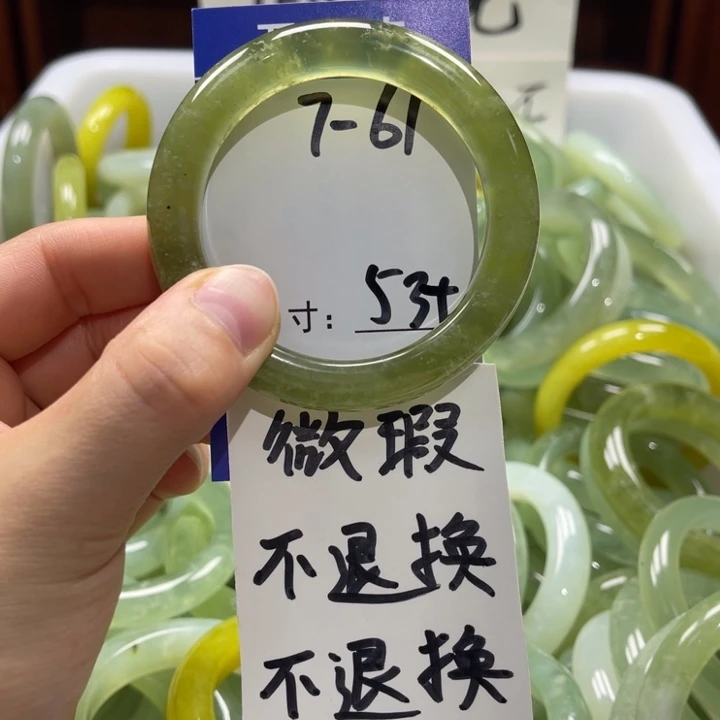 7-61
寸: 53+
微瑕
不退换
不退换